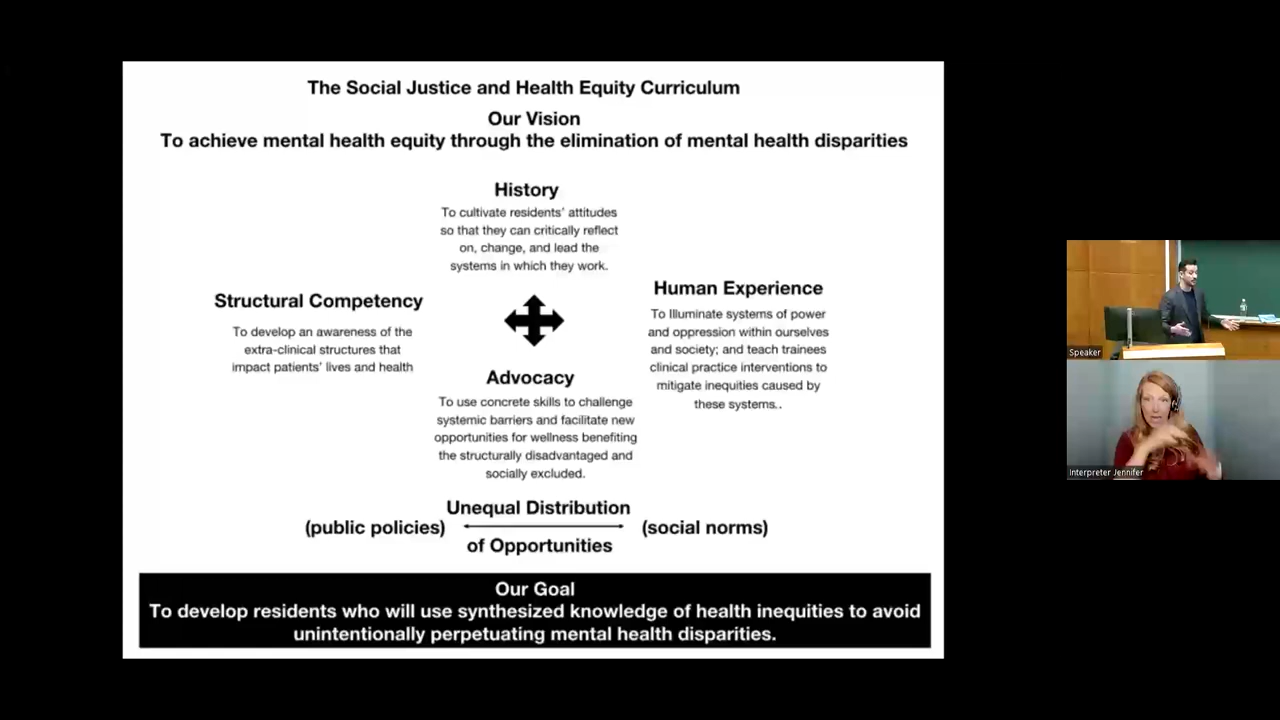 The Social Justice and Health Equity Curriculum
Our Vision
To achieve mental health equity through the elimination of mental health disparities
History
To cultivate residents' attitudes
so that they can critically reflect
on, change, and lead the
systems in which they work.
Structural Competency
To develop an awareness of the
extra-clinical structures that
impact patients' lives and health
Human Experience
To Illuminate systems of power
and oppression within ourselves
and society; and teach trainees
clinical practice interventions to
mitigate inequities caused by
these systems..
Advocacy
To use concrete skills to challenge
systemic barriers and facilitate new
opportunities for wellness benefiting
the structurally disadvantaged and
socially excluded.
Unequal Distribution
(public policies)
(social norms)
of Opportunities
Our Goal
To develop residents who will use synthesized knowledge of health inequities to avoid
unintentionally perpetuating mental health disparities.
Speaker
Interpreter Jennifer